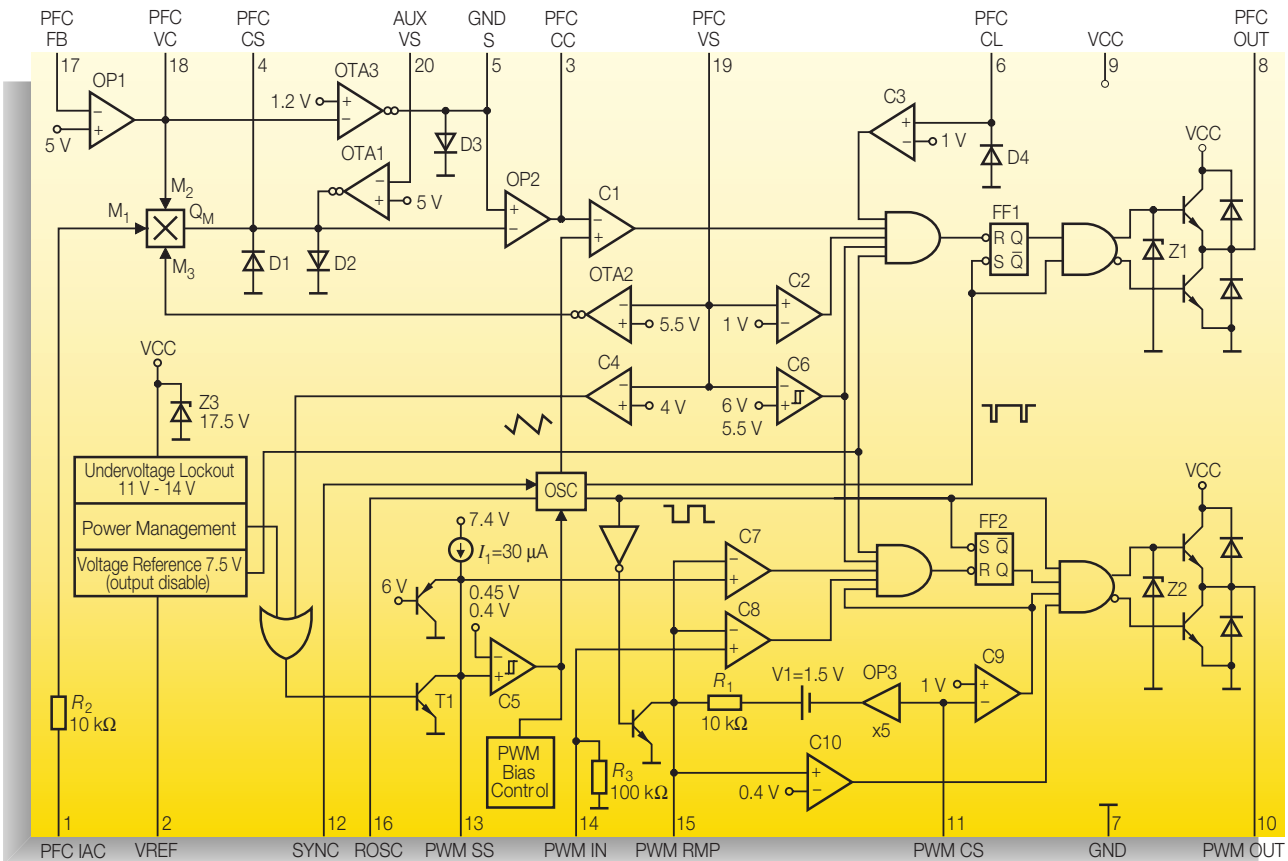 PFC FB
PFC VC
PFC CS
AUX VS
GND S
PFC CC
PFC VS
PFC CL
VCC
PFC OUT
17
18
4
20
5
3
19
6
9
8
OP1
OTA3
1.2 V
+
−
C3
+
−
1 V
VCC
−
+
5 V
D3
D4
OTA1
−
+
5 V
OP2
+
−
C1
−
+
M2
M1
QM
M3
D1
D2
FF1
R Q
S Q̅
Z1
OTA2
−
+
5.5 V
C2
+
−
1 V
VCC
C4
−
+
4 V
C6
−
+
6 V
5.5 V
Z3
17.5 V
Undervoltage Lockout
11 V - 14 V
Power Management
Voltage Reference 7.5 V
(output disable)
OSC
VCC
7.4 V
I1=30 µA
C7
−
+
FF2
S Q̅
R Q
6 V
0.45 V
0.4 V
C8
−
+
Z2
−
+
C5
T1
R1
10 kΩ
V1=1.5 V
OP3
x5
C9
1 V
+
−
R2
10 kΩ
PWM
Bias
Control
R3
100 kΩ
C10
+
−
0.4 V
1
2
12
16
13
14
15
11
7
10
PFC IAC
VREF
SYNC
ROSC
PWM SS
PWM IN
PWM RMP
PWM CS
GND
PWM OUT